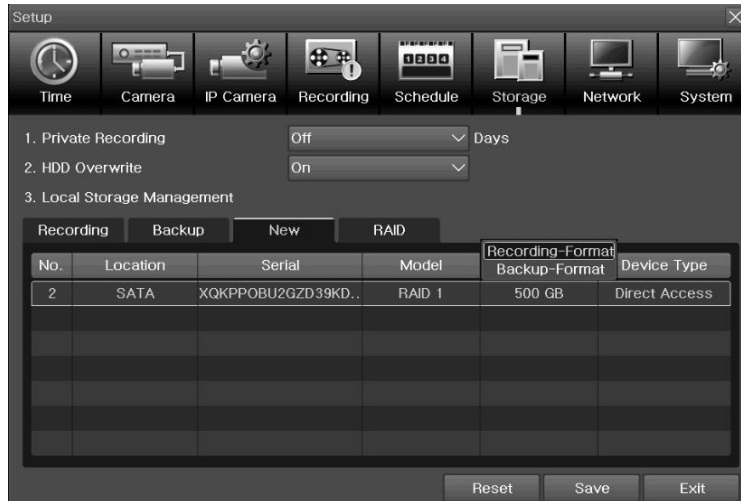 Setup
Time Camera IP Camera Recording Schedule Storage Network System
1. Private Recording Off Days
2. HDD Overwrite On
3. Local Storage Management
Recording Backup New RAID
Recording-Format
Backup-Format
No. Location Serial Model Device Type
2 SATA XQKPPOBU2GZD39KD.. RAID 1 500 GB Direct Access
Reset Save Exit